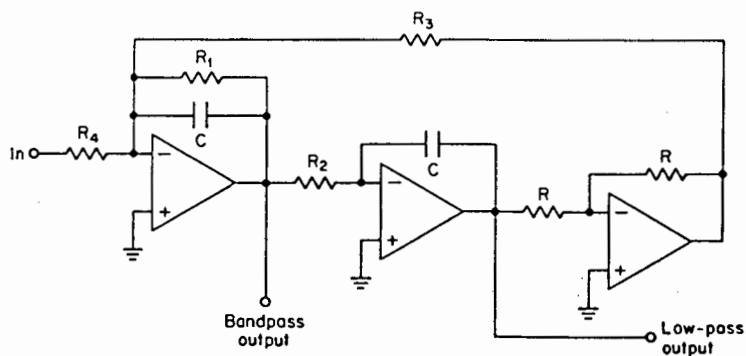 R3
R1
C
R4
In
−
+
R2
C
−
+
R
R
−
+
Bandpass
output
Low-pass
output